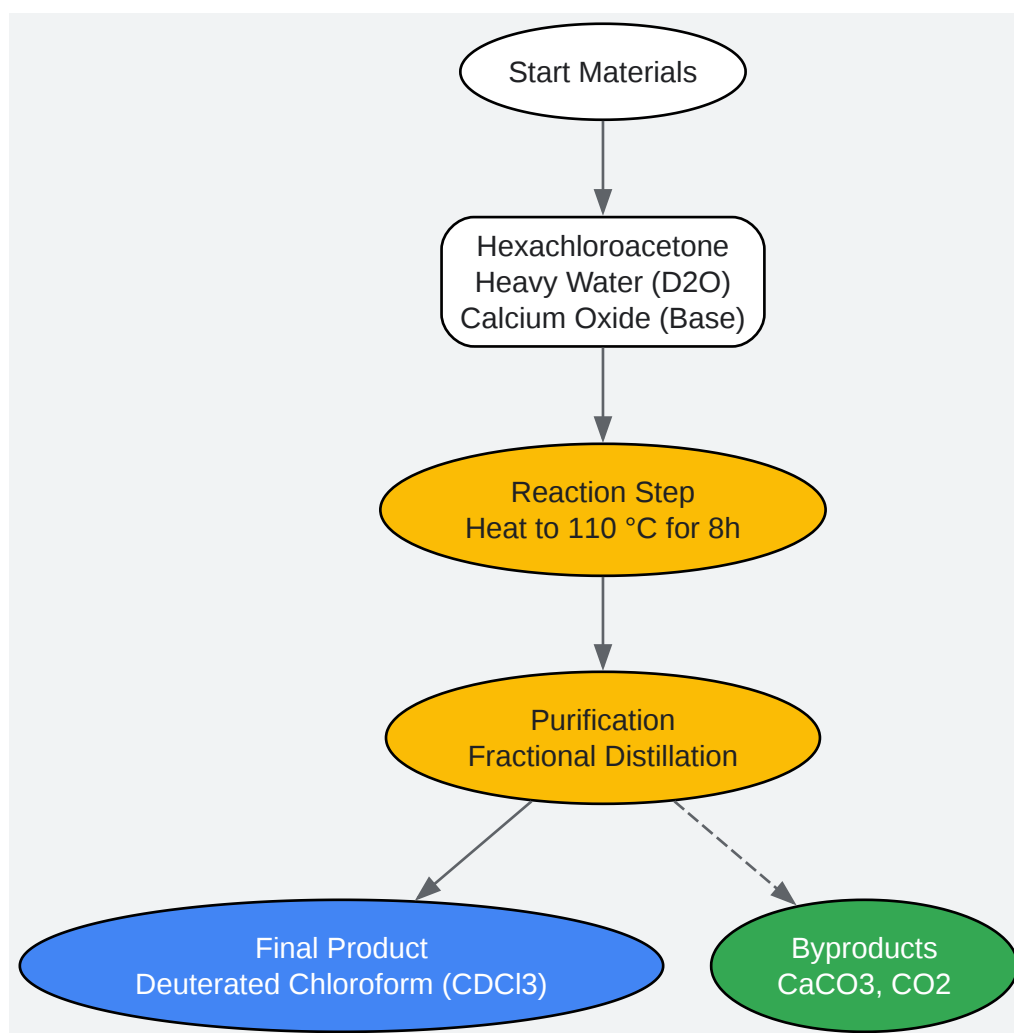 Start Materials
Hexachloroacetone
Heavy Water (D2O)
Calcium Oxide (Base)
Reaction Step
Heat to 110 °C for 8h
Purification
Fractional Distillation
Final Product
Deuterated Chloroform (CDCl3)
Byproducts
CaCO3, CO2